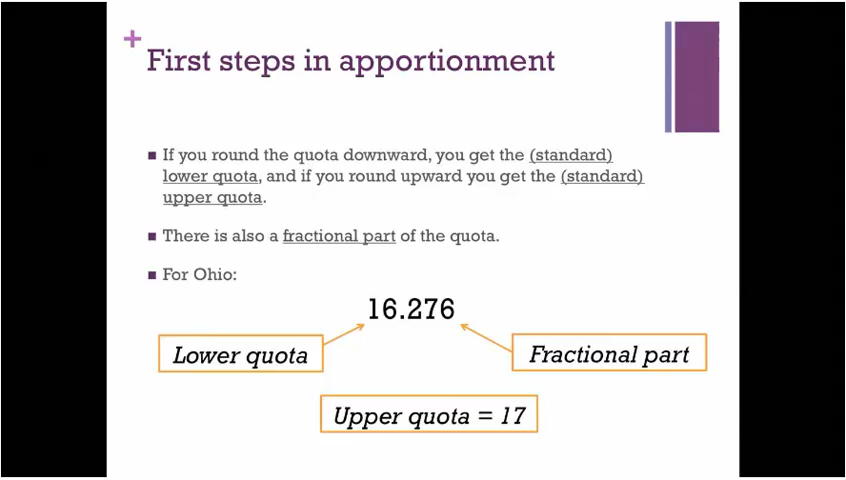 +
First steps in apportionment
■ If you round the quota downward, you get the (standard)
lower quota, and if you round upward you get the (standard)
upper quota.
■ There is also a fractional part of the quota.
■ For Ohio:
16.276
Lower quota
Fractional part
Upper quota = 17